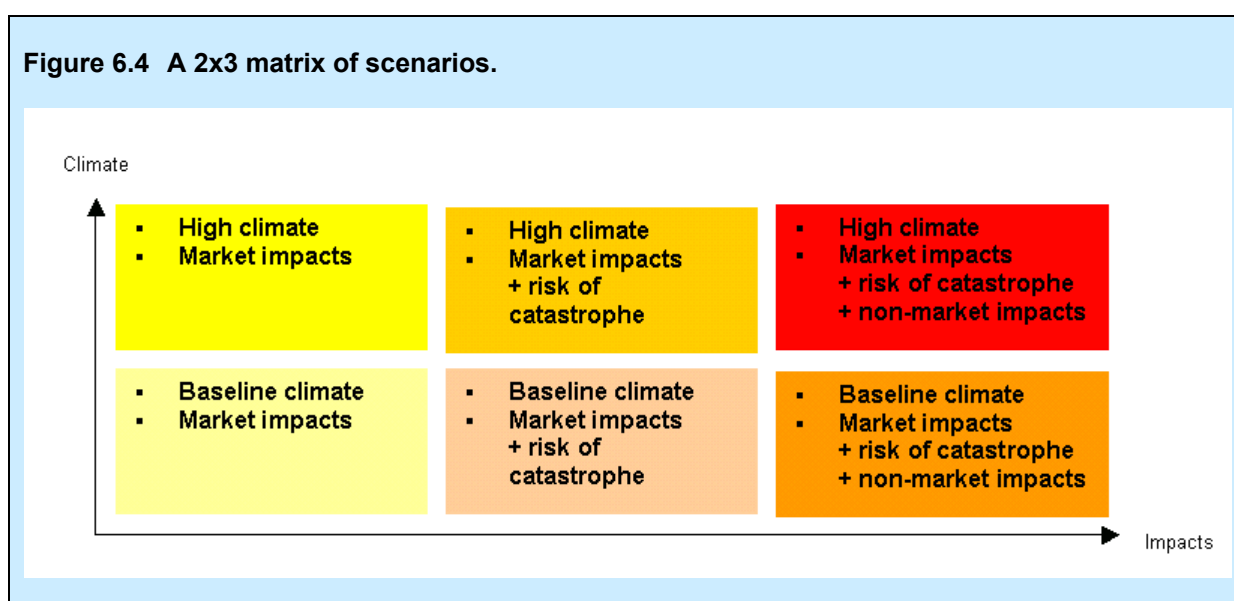 Figure 6.4 A 2x3 matrix of scenarios.
Climate
▪ High climate
▪ Market impacts
▪ High climate
▪ Market impacts
+ risk of
catastrophe
▪ High climate
▪ Market impacts
+ risk of catastrophe
+ non-market impacts
▪ Baseline climate
▪ Market impacts
▪ Baseline climate
▪ Market impacts
+ risk of
catastrophe
▪ Baseline climate
▪ Market impacts
+ risk of catastrophe
+ non-market impacts
Impacts